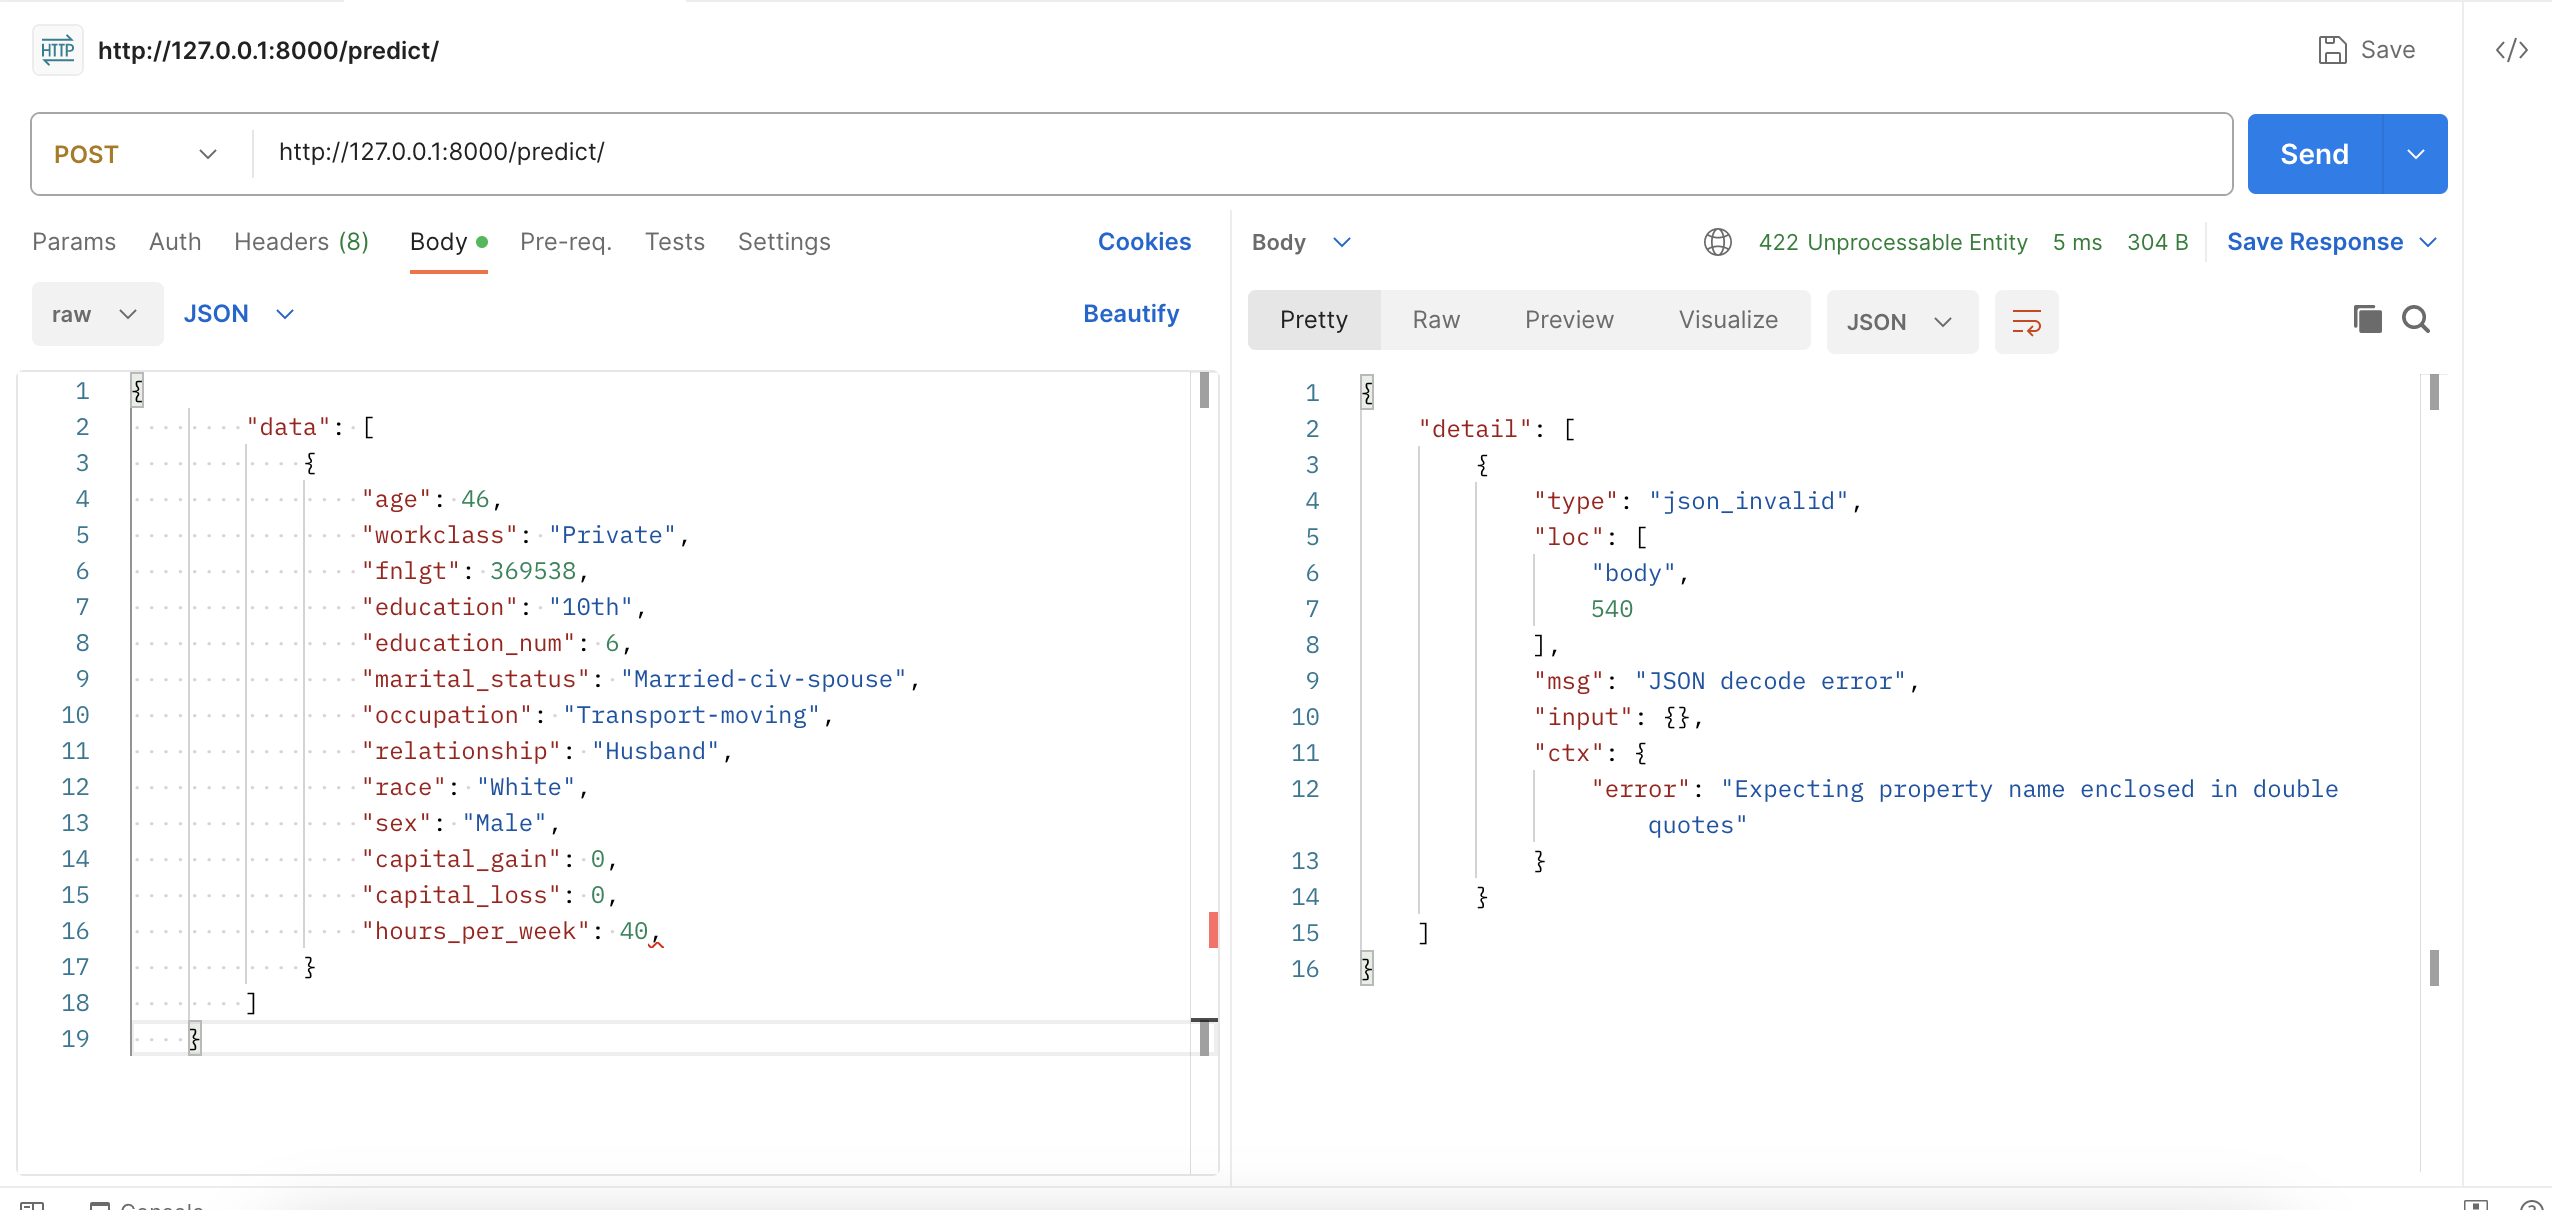 HTTP http://127.0.0.1:8000/predict/ Save </>
POST http://127.0.0.1:8000/predict/ Send
Params Auth Headers (8) Body Pre-req. Tests Settings Cookies
raw JSON Beautify
1 {
2 "data": [
3 {
4 "age": 46,
5 "workclass": "Private",
6 "fnlgt": 369538,
7 "education": "10th",
8 "education_num": 6,
9 "marital_status": "Married-civ-spouse",
10 "occupation": "Transport-moving",
11 "relationship": "Husband",
12 "race": "White",
13 "sex": "Male",
14 "capital_gain": 0,
15 "capital_loss": 0,
16 "hours_per_week": 40,
17 }
18 ]
19 }
Body 422 Unprocessable Entity 5 ms 304 B Save Response
Pretty Raw Preview Visualize JSON
1 {
2 "detail": [
3 {
4 "type": "json_invalid",
5 "loc": [
6 "body",
7 540
8 ],
9 "msg": "JSON decode error",
10 "input": {},
11 "ctx": {
12 "error": "Expecting property name enclosed in double
quotes"
13 }
14 }
15 ]
16 }
Console